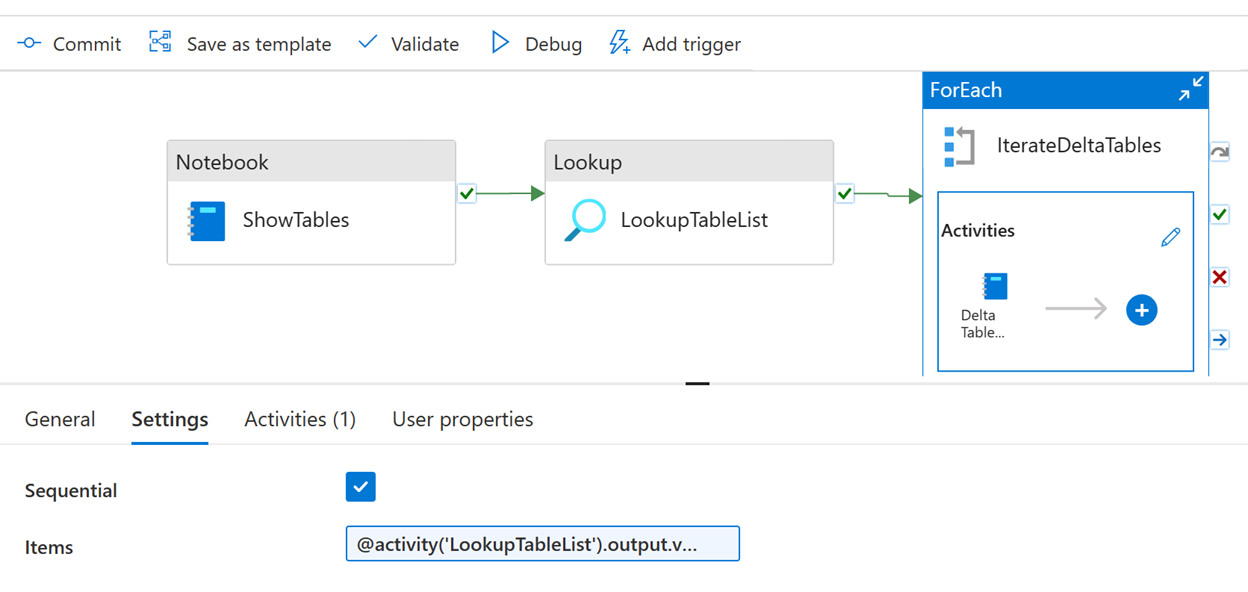 Commit Save as template Validate Debug Add trigger
ForEach
IterateDeltaTables
Notebook
ShowTables
Lookup
LookupTableList
Activities
Delta
Table...
General Settings Activities (1) User properties
Sequential
Items @activity('LookupTableList').output.v...